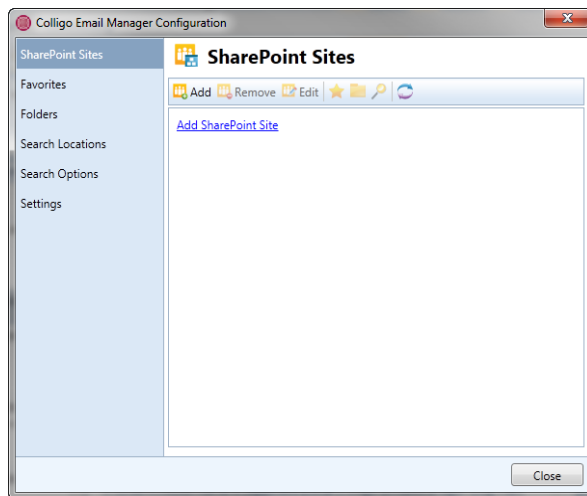 Colligo Email Manager Configuration
SharePoint Sites
Favorites
Folders
Search Locations
Search Options
Settings
SharePoint Sites
Add Remove Edit
Add SharePoint Site
Close